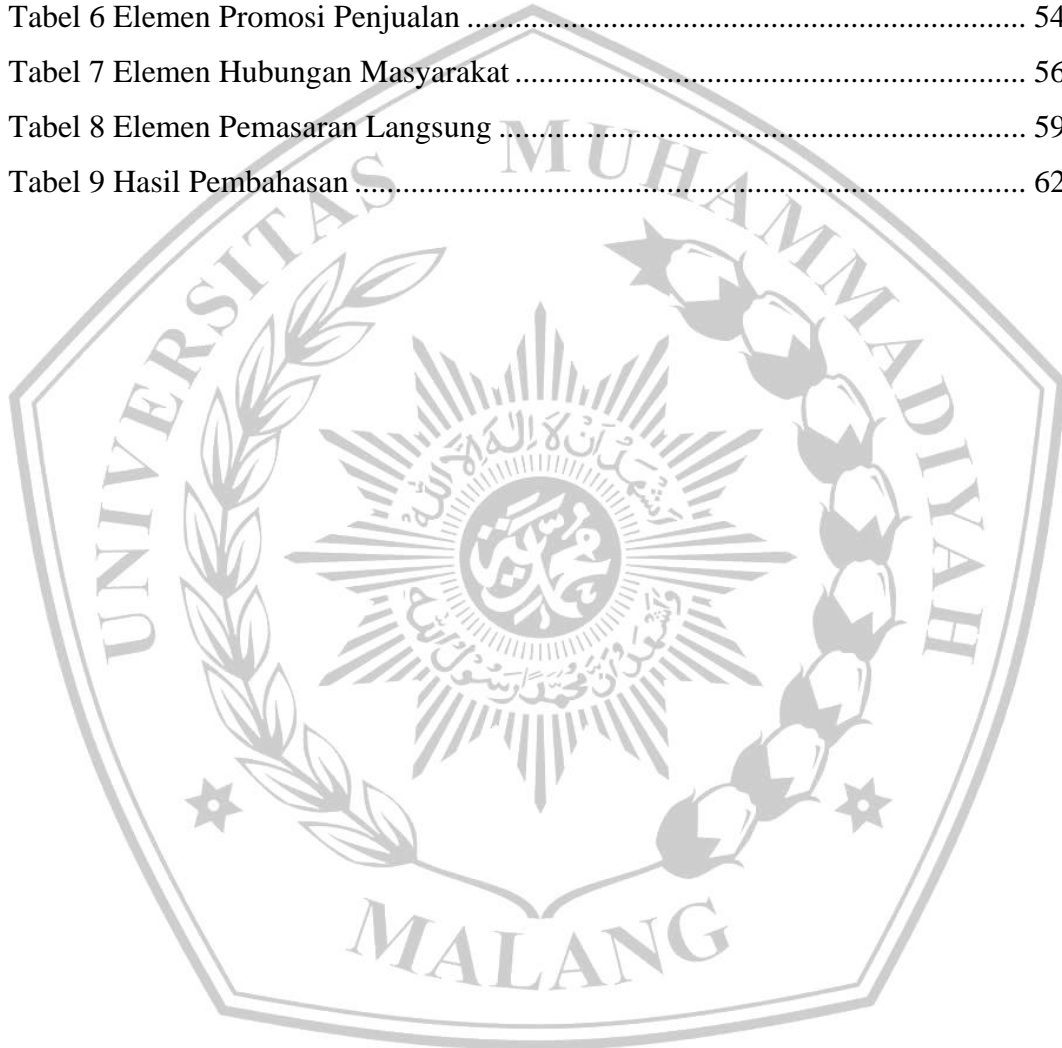 Tabel 6 Elemen Promosi Penjualan ........................................................................ 54
Tabel 7 Elemen Hubungan Masyarakat ................................................................. 56
Tabel 8 Elemen Pemasaran Langsung .................................................................... 59
Tabel 9 Hasil Pembahasan ...................................................................................... 62
UNIVERSITAS MUHAMMADIYAH
MALANG